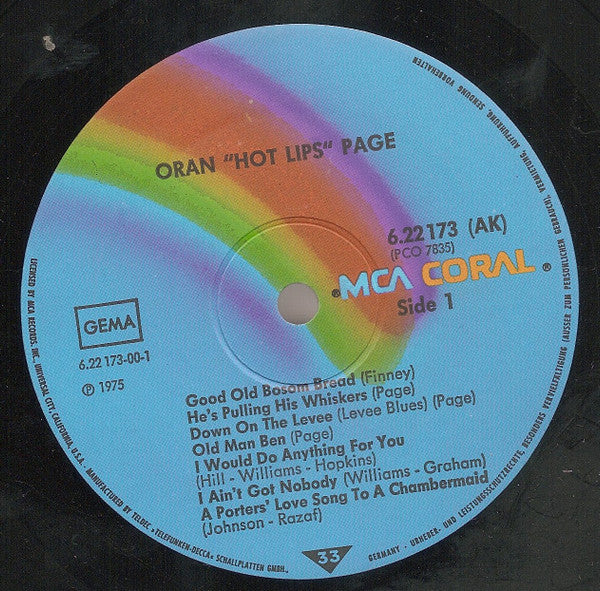 ORAN "HOT LIPS" PAGE
6.22173 (AK)
(PCO 7835)
MCA CORAL ®
Side 1
GEMA
6.22 173-00-1
℗ 1975
Good Old Bosom Bread (Finney)
He's Pulling His Whiskers (Page)
Down On The Levee (Levee Blues) (Page)
Old Man Ben (Page)
I Would Do Anything For You
(Hill - Williams - Hopkins)
I Ain't Got Nobody (Williams - Graham)
A Porters' Love Song To A Chambermaid
(Johnson - Razaf)
33
LICENSED BY MCA RECORDS, INC., UNIVERSAL CITY, CALIFORNIA, U.S.A.
MANUFACTURED BY TELDEC »TELEFUNKEN-DECCA« SCHALLPLATTEN GMBH.
GERMANY - URHEBER- UND LEISTUNGSSCHUTZRECHTE, BESONDERS VERVIELFÄLTIGUNG (AUSSER ZUM PERSÖNLICHEN GEBRAUCH), VERMIETUNG, AUFFÜHRUNG, SENDUNG VORBEHALTEN